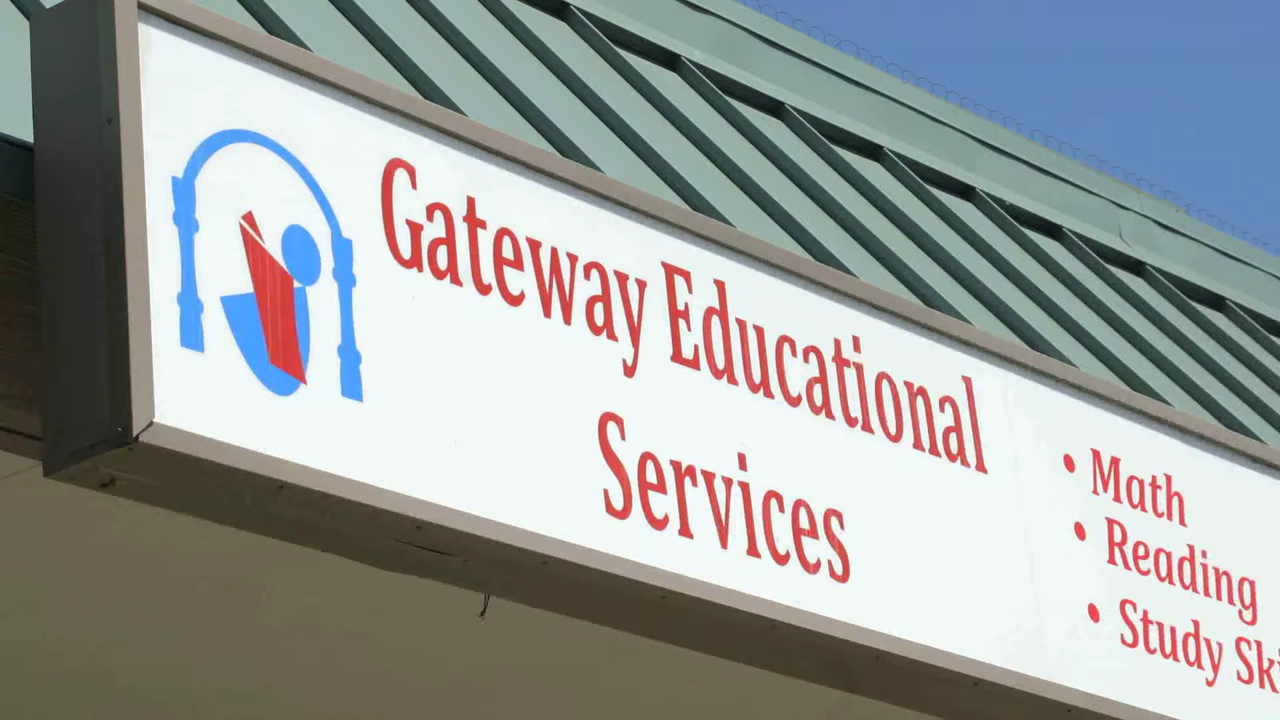 Gateway Educational
Services
• Math
• Reading
• Study